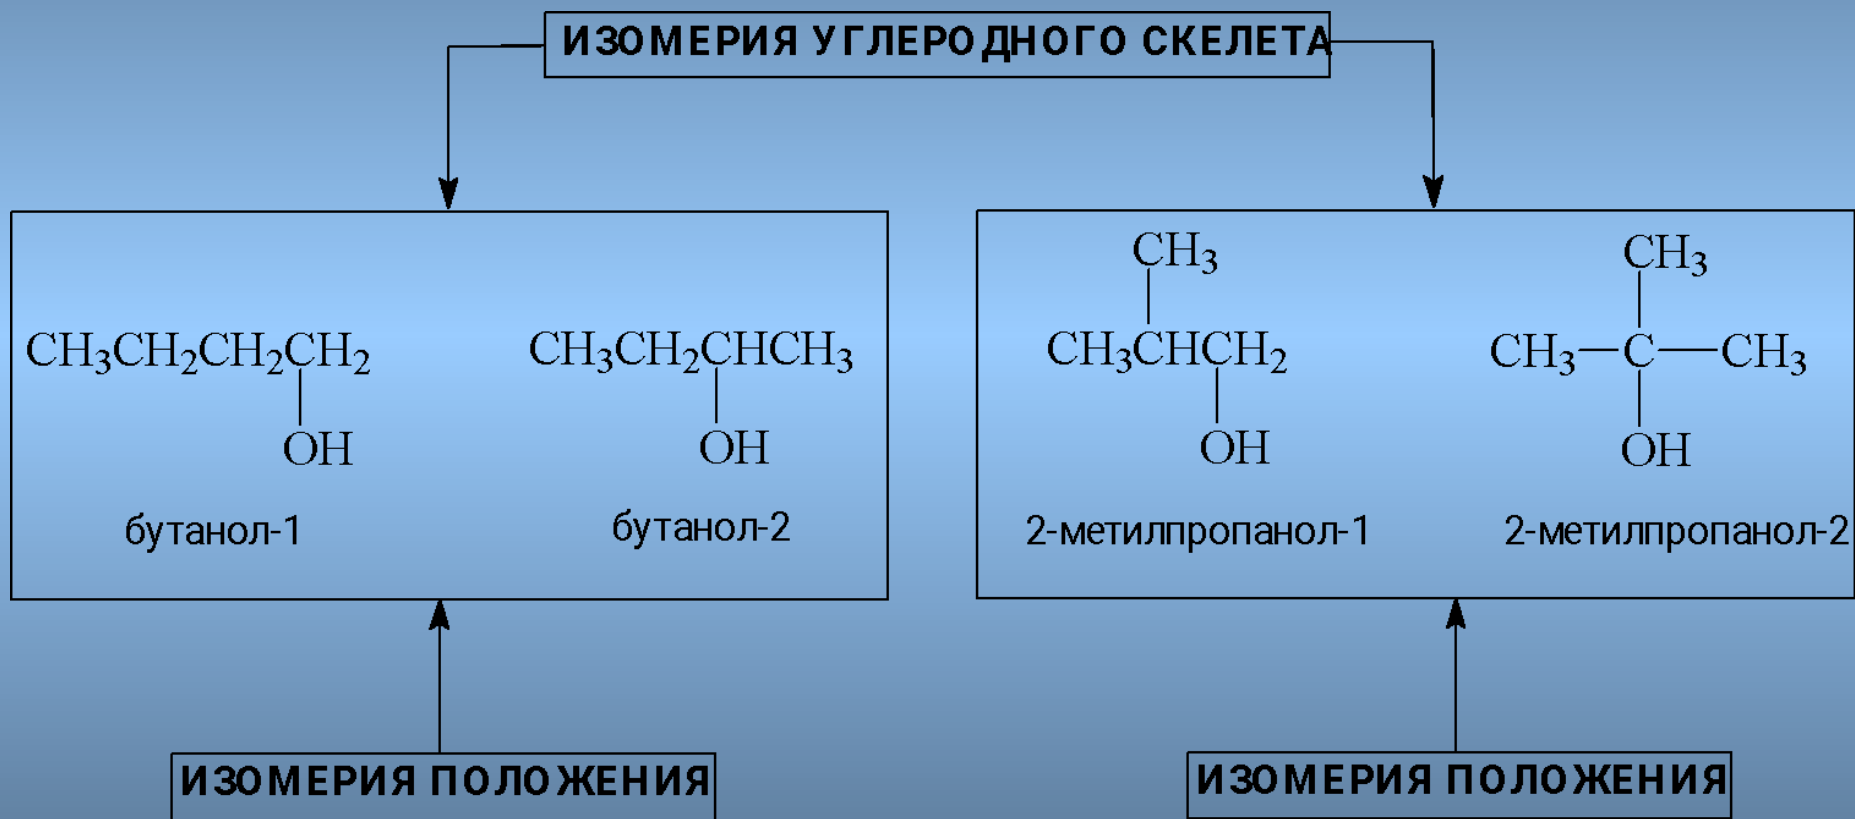 ИЗОМЕРИЯ УГЛЕРОДНОГО СКЕЛЕТА
CH₃CH₂CH₂CH₂
OH
бутанол-1
CH₃CH₂CHCH₃
OH
бутанол-2
CH₃
CH₃CHCH₂
OH
2-метилпропанол-1
CH₃
CH₃—C—CH₃
OH
2-метилпропанол-2
ИЗОМЕРИЯ ПОЛОЖЕНИЯ
ИЗОМЕРИЯ ПОЛОЖЕНИЯ